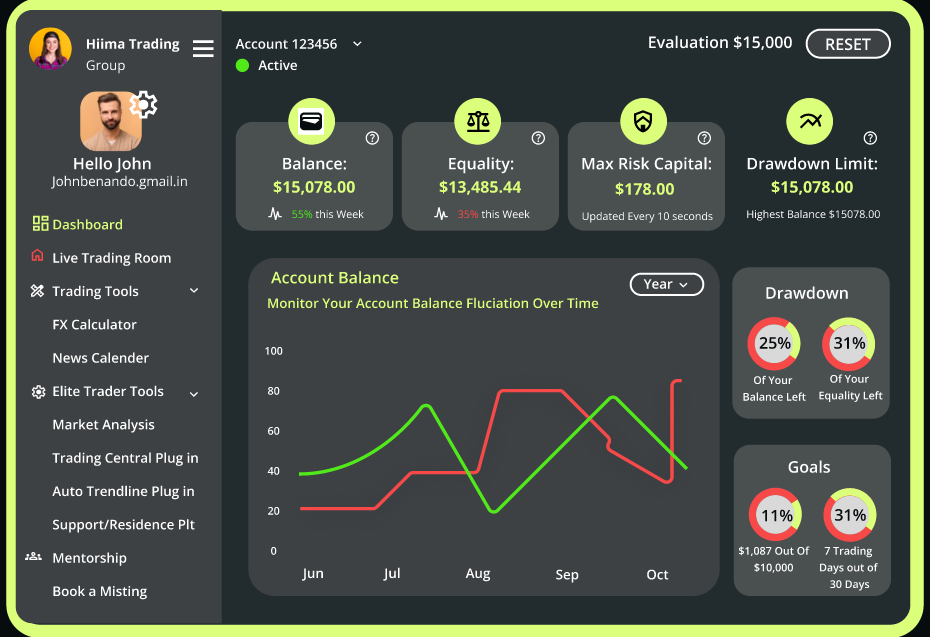 Hiima Trading
Group
Hello John
Johnbenando.gmail.in
Dashboard
Live Trading Room
Trading Tools
FX Calculator
News Calender
Elite Trader Tools
Market Analysis
Trading Central Plug in
Auto Trendline Plug in
Support/Residence Plt
Mentorship
Book a Misting
Account 123456
Active
Evaluation $15,000
RESET
?
Balance:
$15,078.00
55% this Week
?
Equality:
$13,485.44
35% this Week
?
Max Risk Capital:
$178.00
Updated Every 10 seconds
?
Drawdown Limit:
$15,078.00
Highest Balance $15078.00
Account Balance
Year
Monitor Your Account Balance Fluciation Over Time
100
80
60
40
20
0
Jun Jul Aug Sep Oct
Drawdown
25% 31%
Of Your
Balance Left
Of Your
Equality Left
Goals
11% 31%
$1,087 Out Of
$10,000
7 Trading
Days out of
30 Days